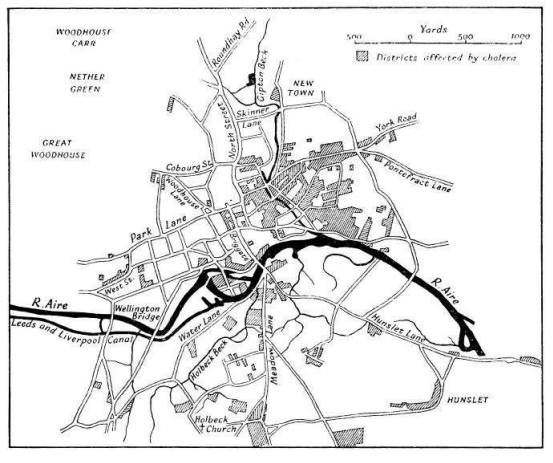 WOODHOUSE
CARR
NETHER
GREEN
GREAT
WOODHOUSE
Roundhay Rd
Gipton Beck
Yards
500 0 500 1000
Districts affected by cholera
NEW
TOWN
Skinner
Lane
North Street
York Road
Pontefract Lane
Cobourg St.
Woodhouse
Lane
Park Lane
Briggate
West St.
R. Aire
Wellington
Bridge
Leeds and Liverpool Canal
Water Lane
Holbeck Beck
Meadow Lane
Hunslet Lane
R. Aire
Holbeck
Church
HUNSLET